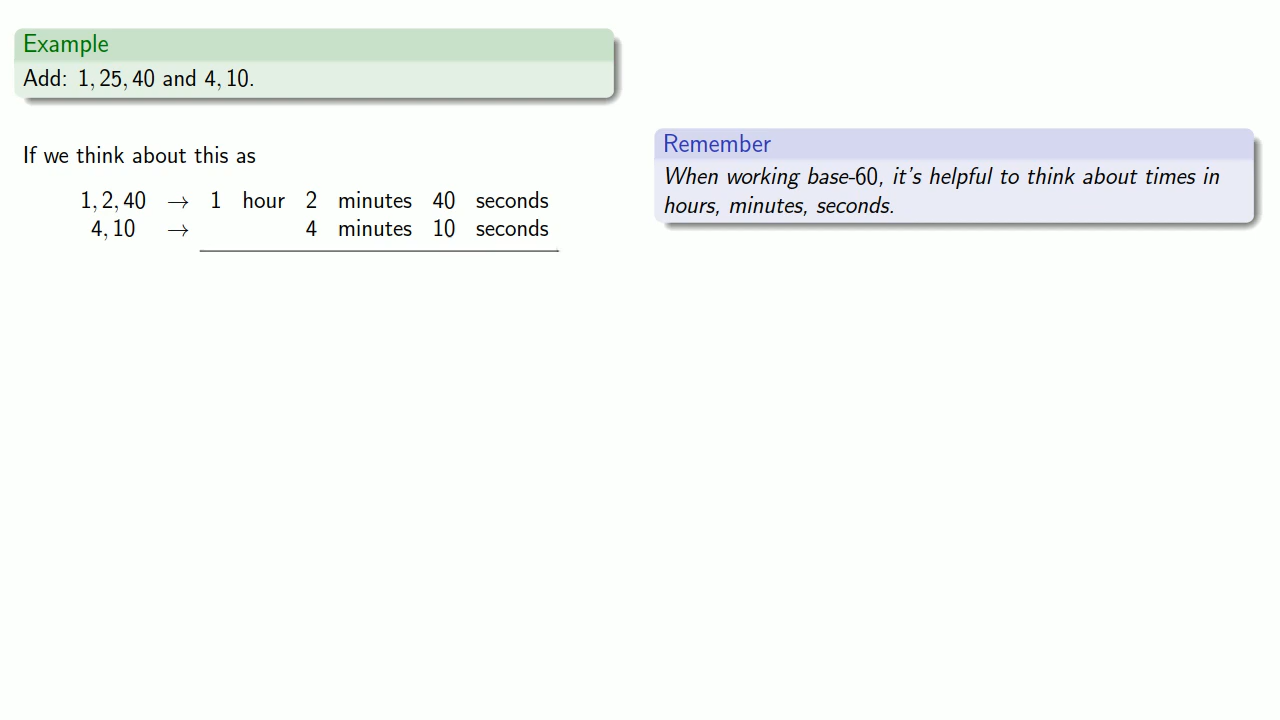 Example
Add: 1, 25, 40 and 4, 10.
If we think about this as
1, 2, 40 → 1 hour 2 minutes 40 seconds
4, 10 → 4 minutes 10 seconds
Remember
When working base-60, it's helpful to think about times in
hours, minutes, seconds.